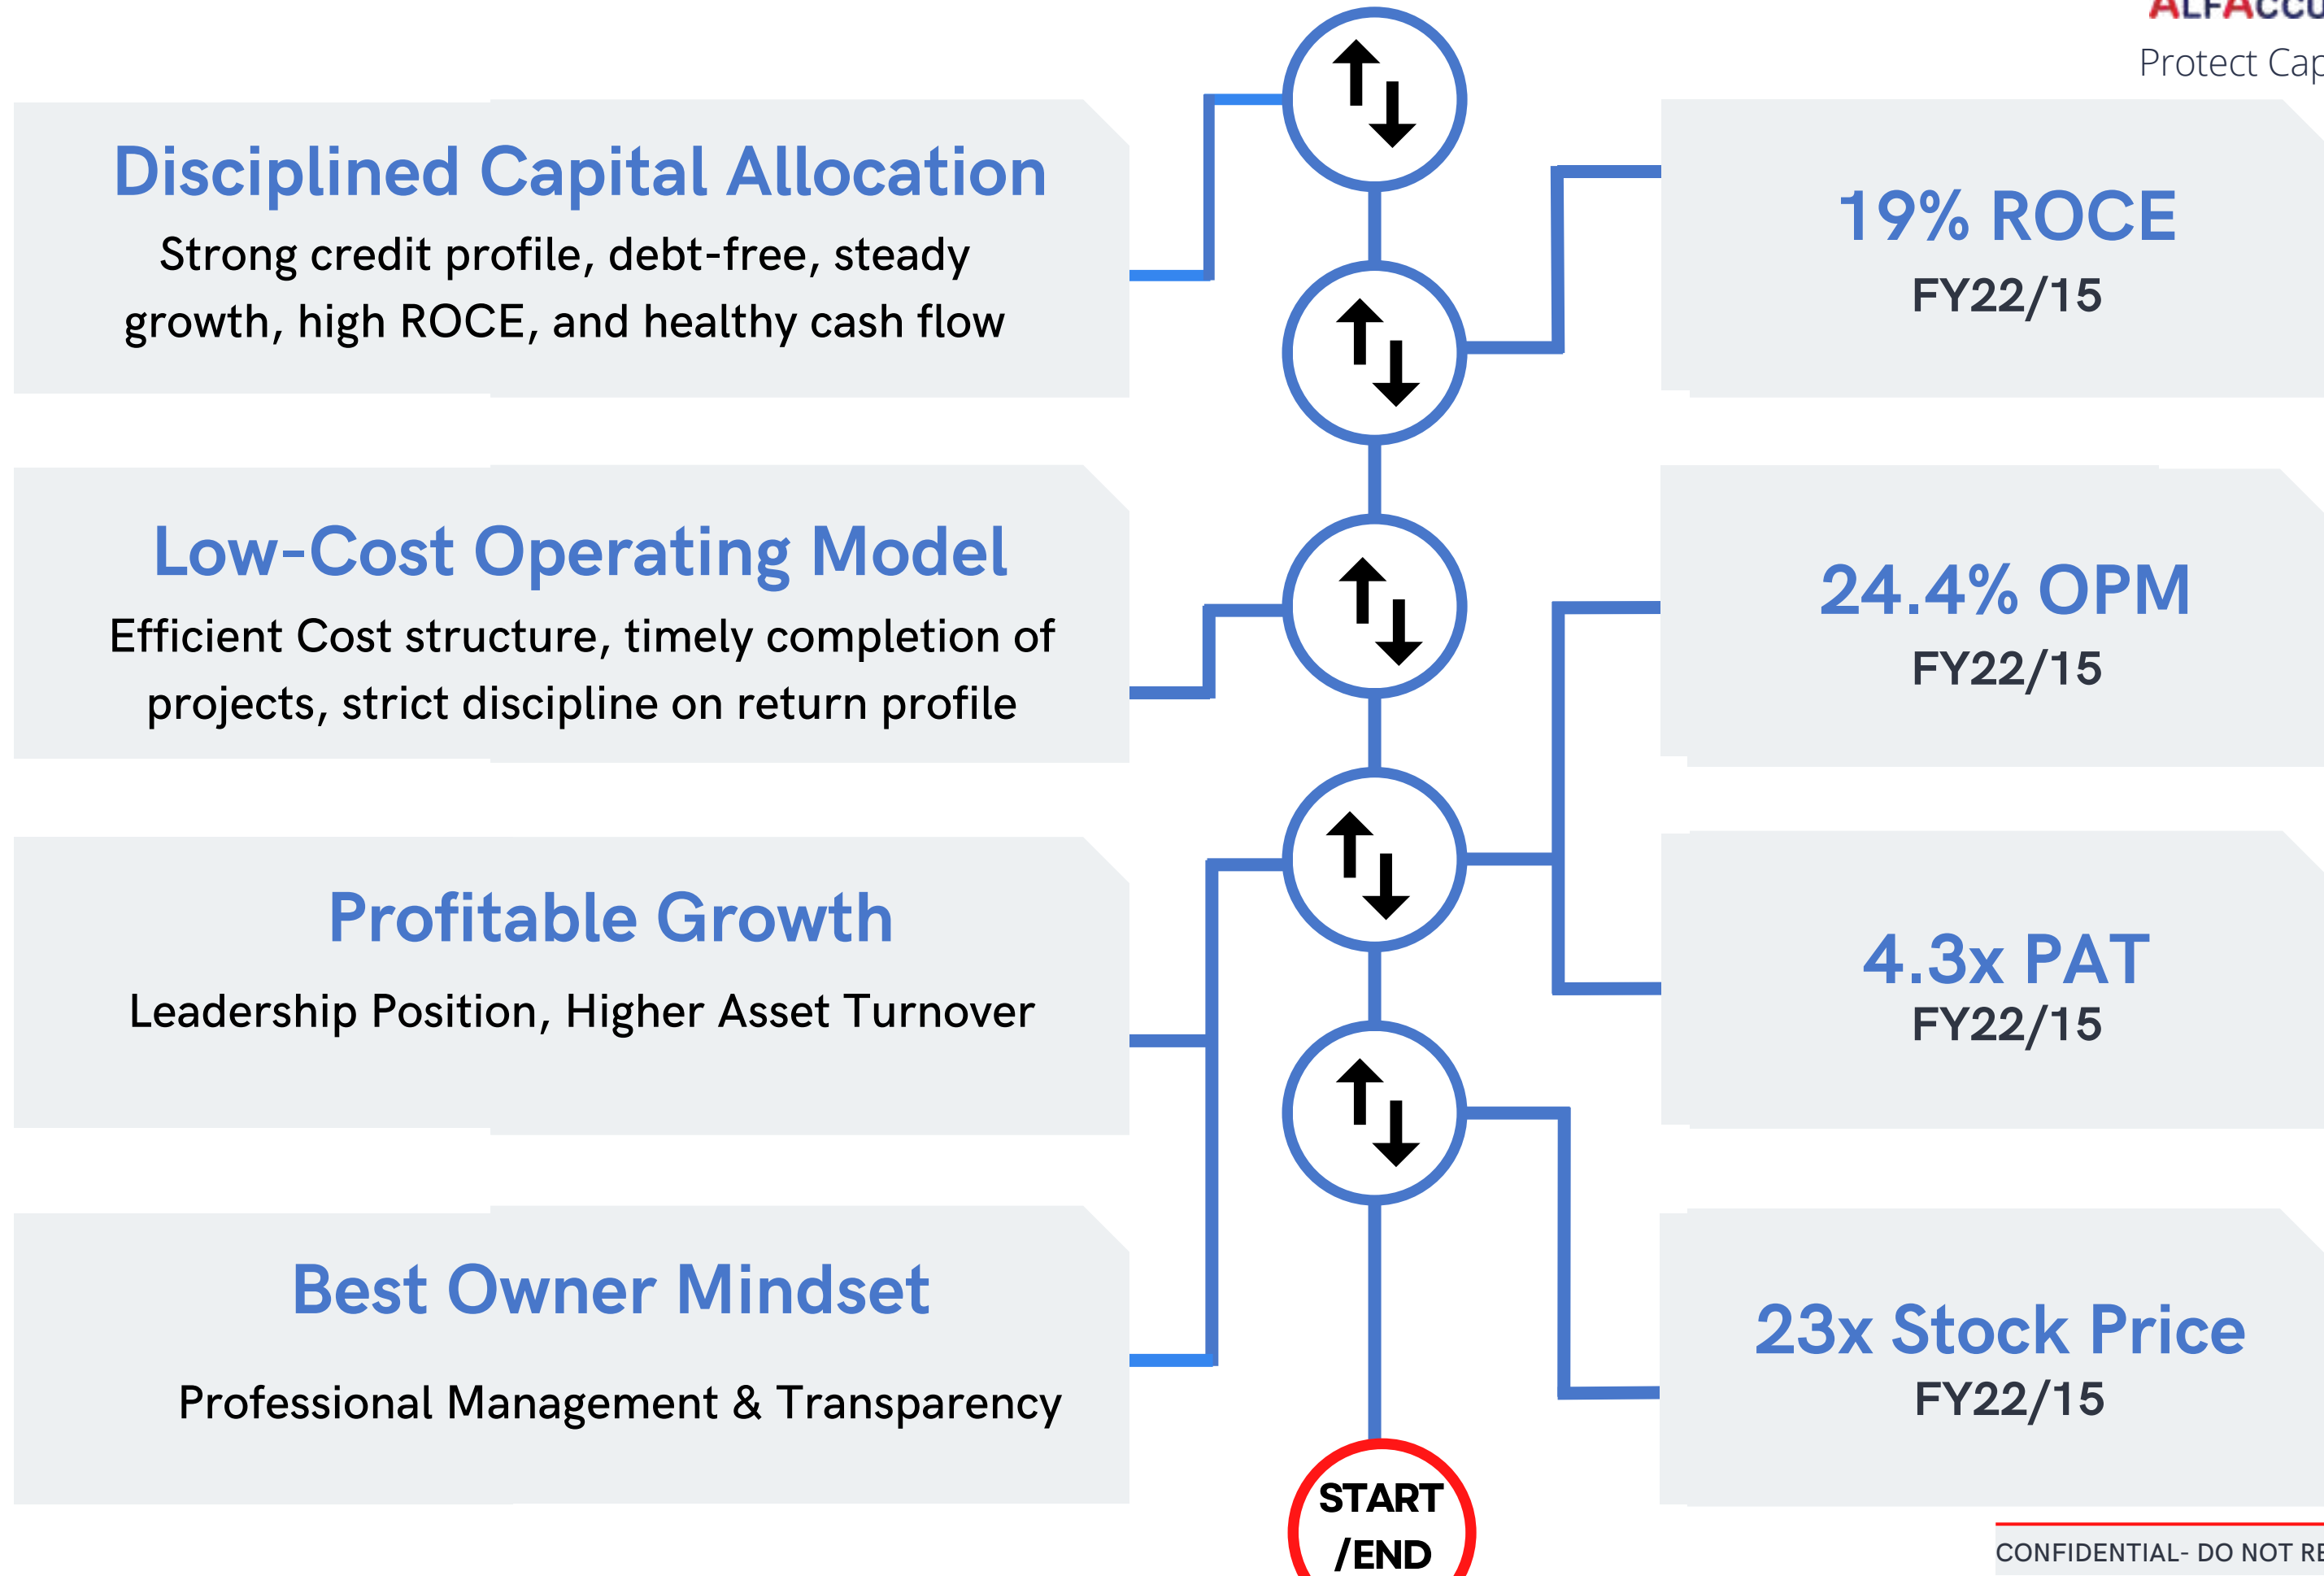 Protect
Disciplined Capital Allocation
Strong credit profile, debt-free, steady
growth, high ROCE, and healthy cash flow
19% ROCE
FY22/15
Low-Cost Operating Model
Efficient Cost structure, timely completion of
projects, strict discipline on return profile
24.4% OPM
FY22/15
Profitable Growth
Leadership Position, Higher Asset Turnover
4.3x PAT
FY22/15
Best Owner Mindset
Professional Management & Transparency
23x Stock Price
FY22/15
START
/END
CONFIDENTIAL- DO NOT